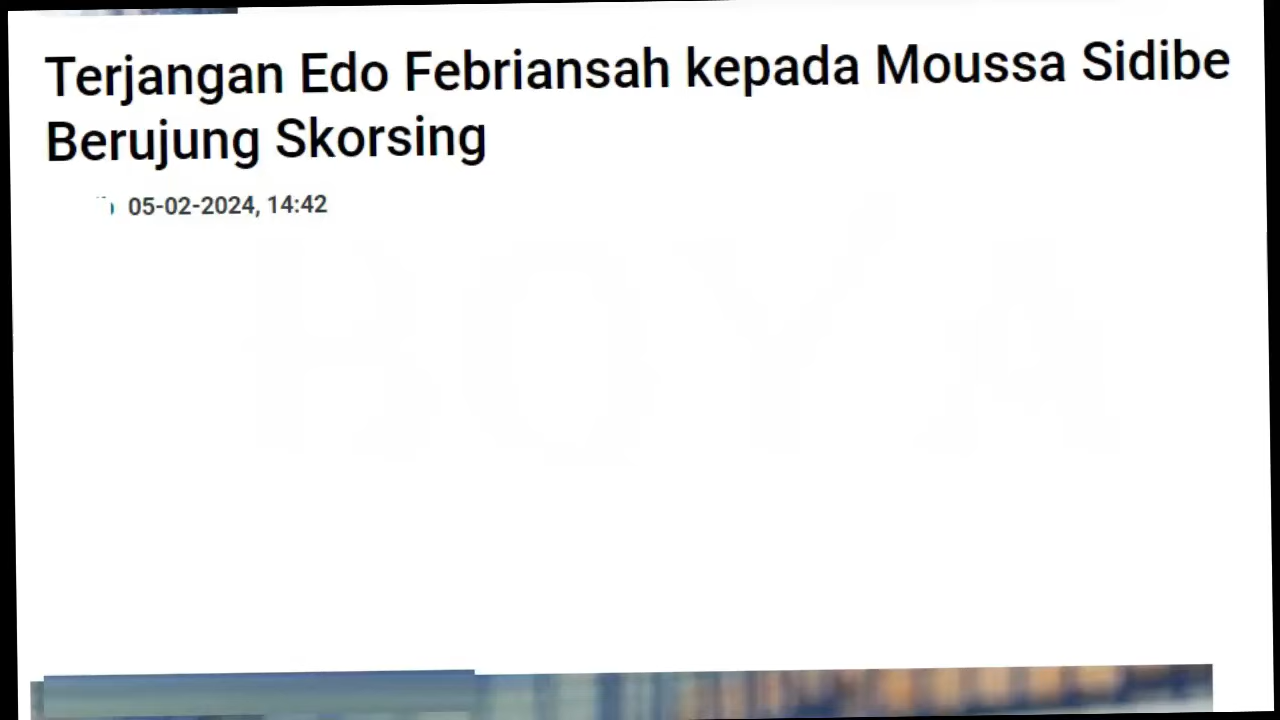 Terjangan Edo Febriansah kepada Moussa Sidibe
Berujung Skorsing
05-02-2024, 14:42